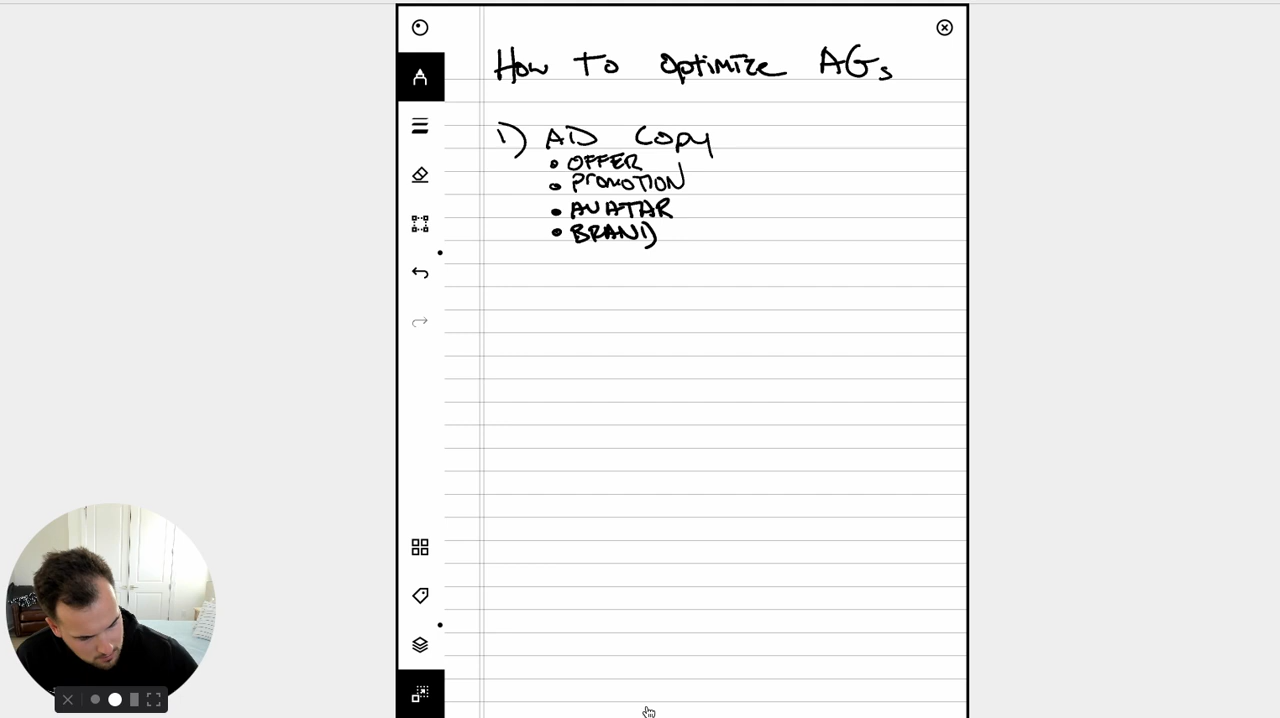 How To Optimize AGs
1) AD Copy
• OFFER
• PROMOTION
• AVATAR
• BRAND